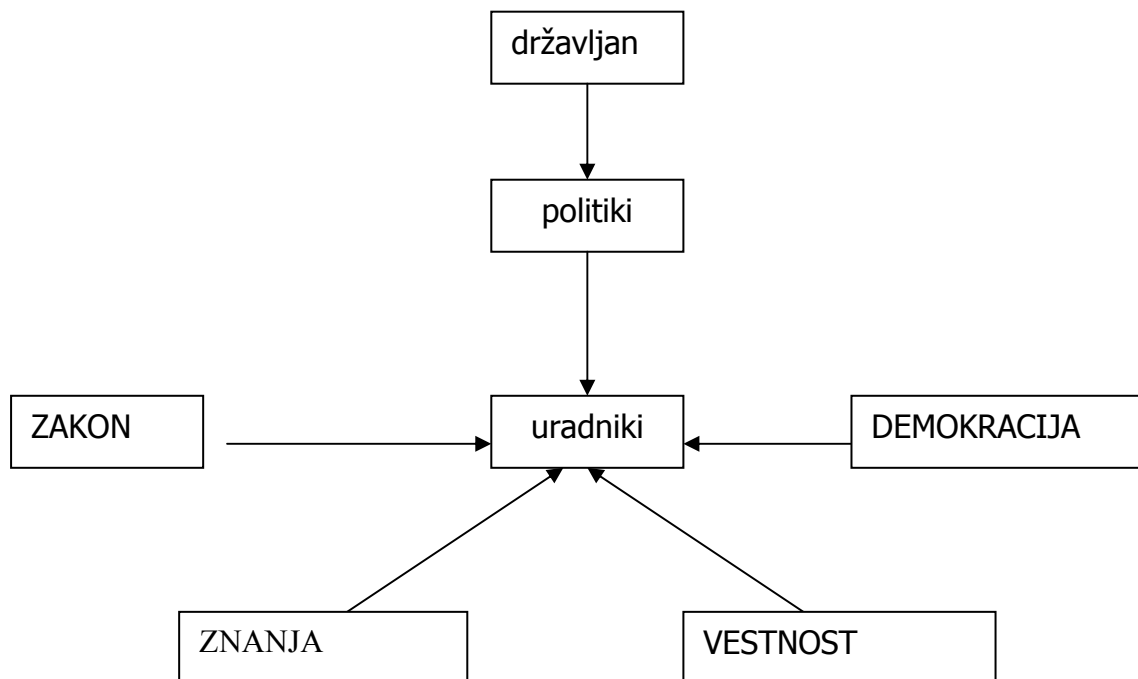 državljan
politiki
ZAKON
uradniki
DEMOKRACIJA
ZNANJA
VESTNOST